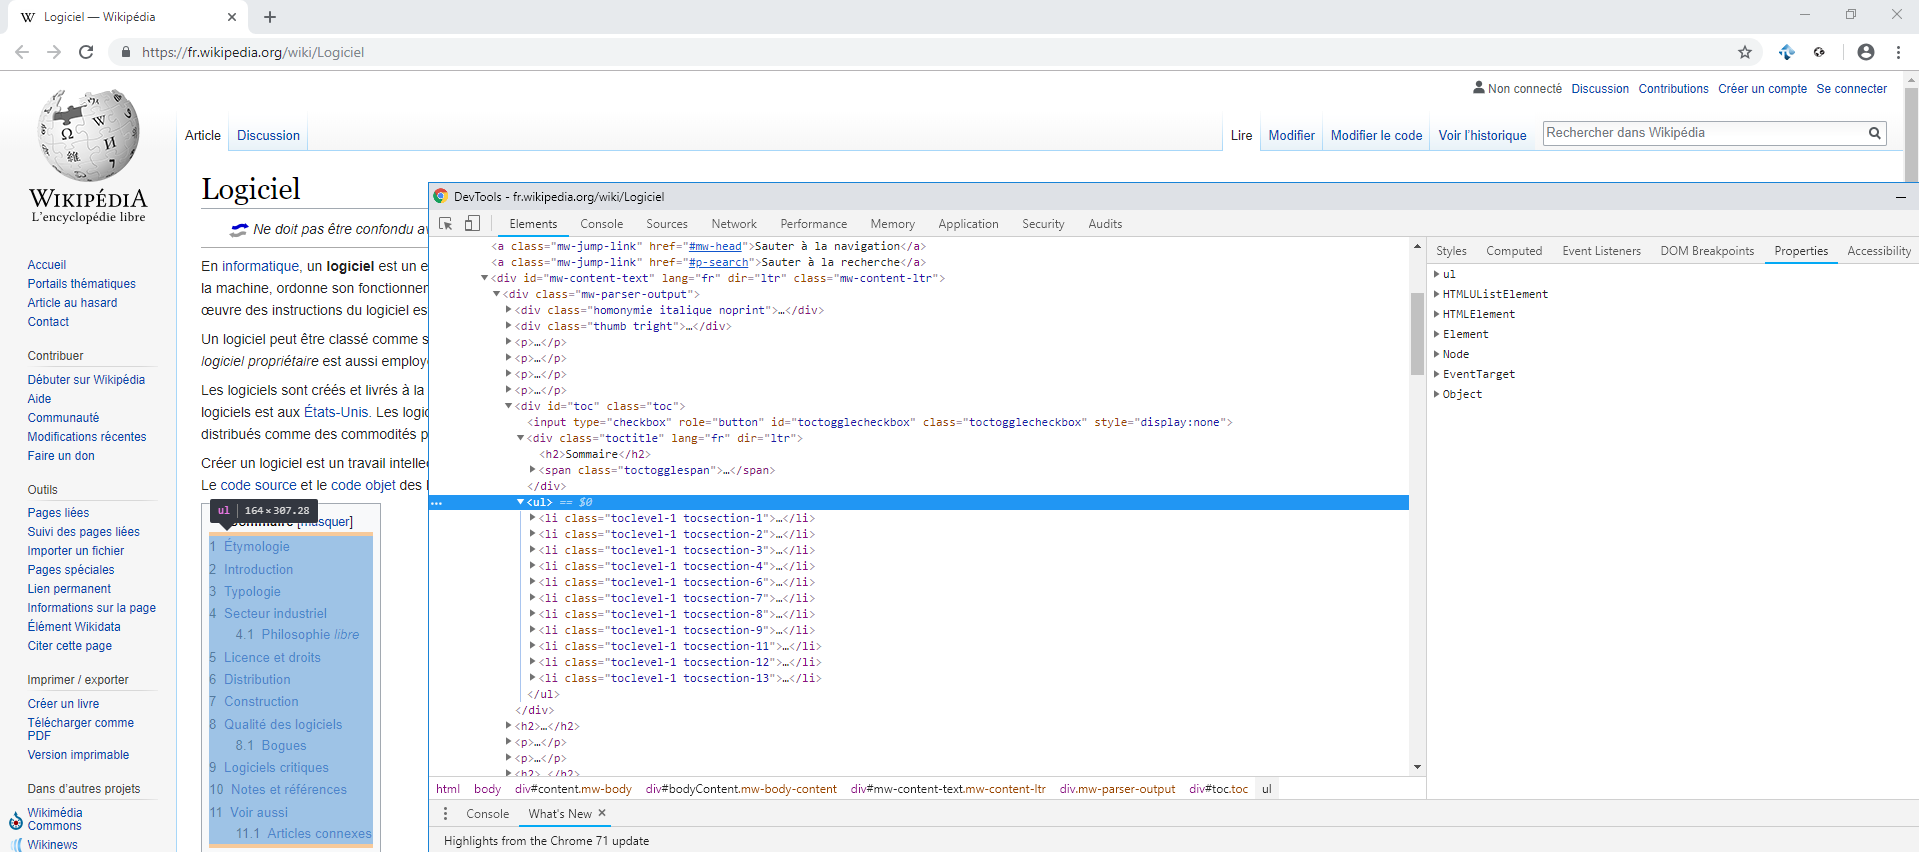 Logiciel — Wikipédia
https://fr.wikipedia.org/wiki/Logiciel
Non connecté Discussion Contributions Créer un compte Se connecter
Article Discussion Lire Modifier Modifier le code Voir l'historique Rechercher dans Wikipédia
WIKIPÉDIA
L'encyclopédie libre
Accueil
Portails thématiques
Article au hasard
Contact
Contribuer
Débuter sur Wikipédia
Aide
Communauté
Modifications récentes
Faire un don
Outils
Pages liées
Suivi des pages liées
Importer un fichier
Pages spéciales
Lien permanent
Informations sur la page
Élément Wikidata
Citer cette page
Imprimer / exporter
Créer un livre
Télécharger comme
PDF
Version imprimable
Dans d'autres projets
Wikimédia
Commons
Wikinews
Logiciel
Ne doit pas être confondu av
En informatique, un logiciel est un e
la machine, ordonne son fonctionnem
œuvre des instructions du logiciel es
Un logiciel peut être classé comme s
logiciel propriétaire est aussi employ
Les logiciels sont créés et livrés à la
logiciels est aux États-Unis. Les logic
distribués comme des commodités p
Créer un logiciel est un travail intelle
Le code source et le code objet des l
ul 164 × 307.28
Sommaire [masquer]
1 Étymologie
2 Introduction
3 Typologie
4 Secteur industriel
4.1 Philosophie libre
5 Licence et droits
6 Distribution
7 Construction
8 Qualité des logiciels
8.1 Bogues
9 Logiciels critiques
10 Notes et références
11 Voir aussi
11.1 Articles connexes
DevTools - fr.wikipedia.org/wiki/Logiciel
Elements Console Sources Network Performance Memory Application Security Audits
<a class="mw-jump-link" href="#mw-head">Sauter à la navigation</a>
<a class="mw-jump-link" href="#p-search">Sauter à la recherche</a>
<div id="mw-content-text" lang="fr" dir="ltr" class="mw-content-ltr">
<div class="mw-parser-output">
<div class="homonymie italique noprint">…</div>
<div class="thumb tright">…</div>
<p>…</p>
<p>…</p>
<p>…</p>
<p>…</p>
<div id="toc" class="toc">
<input type="checkbox" role="button" id="toctogglecheckbox" class="toctogglecheckbox" style="display:none">
<div class="toctitle" lang="fr" dir="ltr">
<h2>Sommaire</h2>
<span class="toctogglespan">…</span>
</div>
… <ul> == $0
<li class="toclevel-1 tocsection-1">…</li>
<li class="toclevel-1 tocsection-2">…</li>
<li class="toclevel-1 tocsection-3">…</li>
<li class="toclevel-1 tocsection-4">…</li>
<li class="toclevel-1 tocsection-6">…</li>
<li class="toclevel-1 tocsection-7">…</li>
<li class="toclevel-1 tocsection-8">…</li>
<li class="toclevel-1 tocsection-9">…</li>
<li class="toclevel-1 tocsection-11">…</li>
<li class="toclevel-1 tocsection-12">…</li>
<li class="toclevel-1 tocsection-13">…</li>
</ul>
</div>
<h2>…</h2>
<p>…</p>
<p>…</p>
<h2>…</h2>
html body div#content.mw-body div#bodyContent.mw-body-content div#mw-content-text.mw-content-ltr div.mw-parser-output div#toc.toc ul
Styles Computed Event Listeners DOM Breakpoints Properties Accessibility
ul
HTMLUListElement
HTMLElement
Element
Node
EventTarget
Object
Console What's New
Highlights from the Chrome 71 update